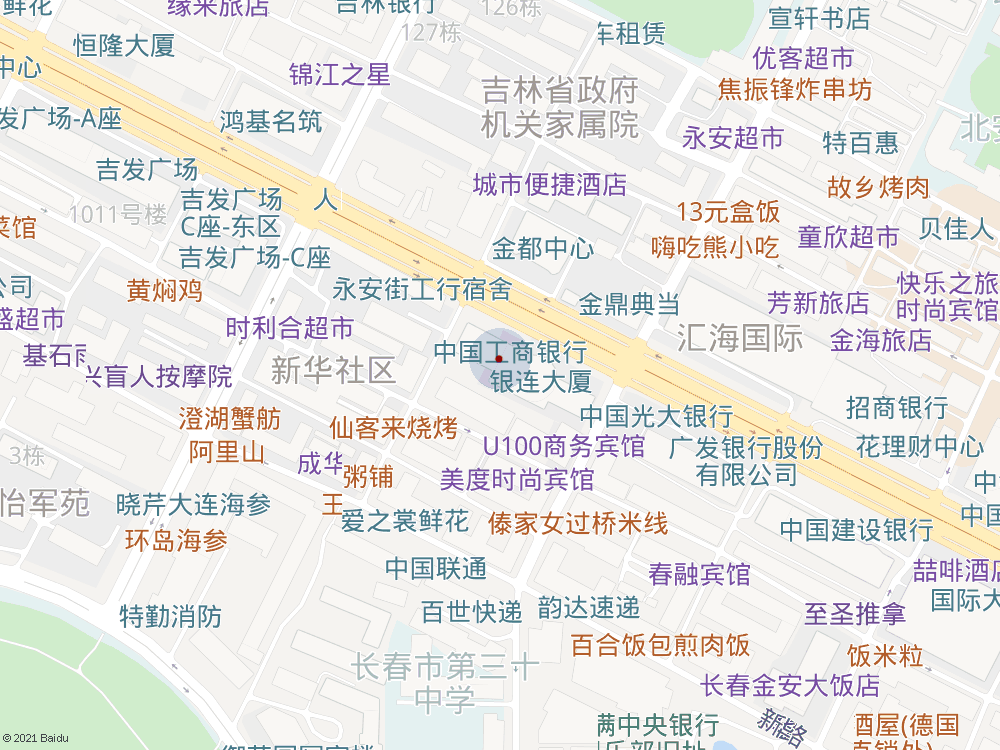 鲜花
缘来旅店
吉林银行
126栋
127栋
车租赁
宣轩书店
恒隆大厦
中心
锦江之星
优客超市
吉林省政府
机关家属院
焦振锋炸串坊
发广场-A座
鸿基名筑
永安超市
特百惠
北安
吉发广场
城市便捷酒店
故乡烤肉
1011号楼
吉发广场
C座-东区
人
13元盒饭
菜馆
贝佳人
童欣超市
金都中心
嗨吃熊小吃
吉发广场-C座
公司
黄焖鸡
永安街工行宿舍
金鼎典当
芳新旅店
快乐之旅
时尚宾馆
盛超市
时利合超市
汇海国际
金海旅店
基石
中国工商银行
新华社区
兴盲人按摩院
银连大厦
澄湖蟹舫
仙客来烧烤
中国光大银行
招商银行
阿里山
U100商务宾馆
广发银行股份
有限公司
花理财中心
3栋
成华
粥铺
美度时尚宾馆
怡军苑
晓芹大连海参
王
爱之裳鲜花
傣家女过桥米线
中国建设银行
环岛海参
中国联通
春融宾馆
喆啡酒店
国际大
特勤消防
百世快递
韵达速递
至圣推拿
百合饭包煎肉饭
饭米粒
长春市第三十
中学
长春金安大饭店
满中央银行
新路
酒屋(德国
© 2021 Baidu